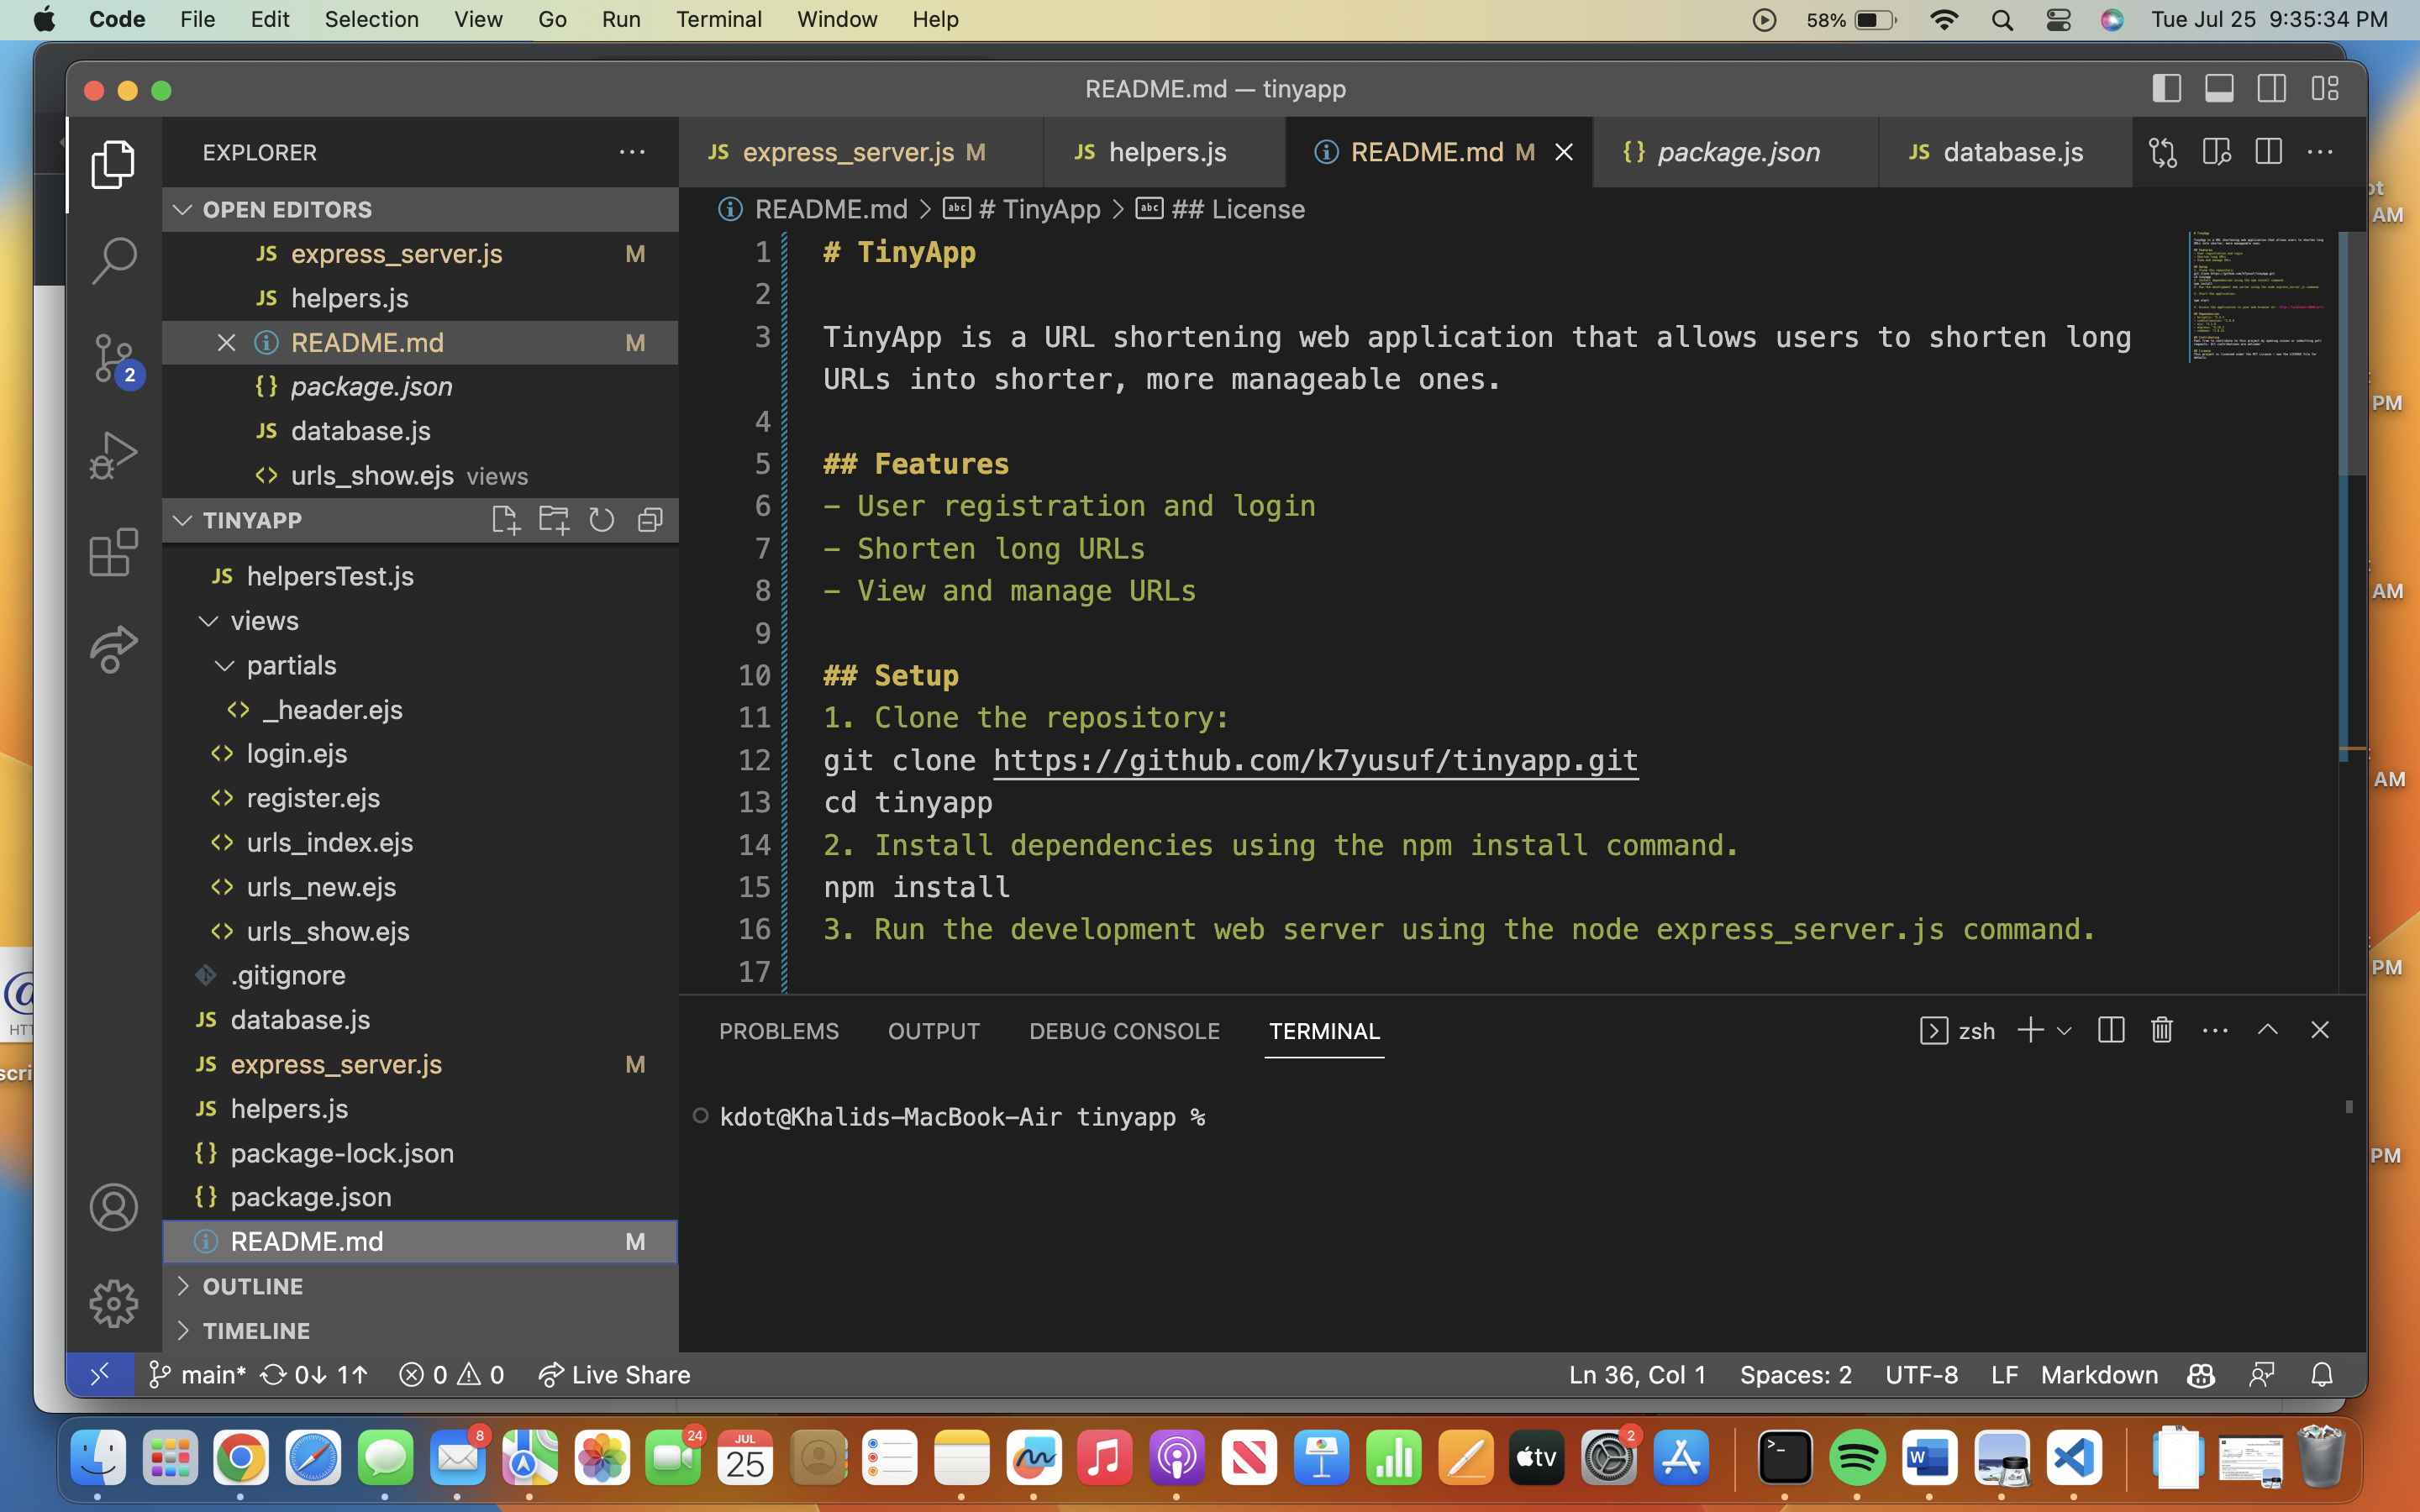 Code File Edit Selection View Go Run Terminal Window Help 58% Tue Jul 25 9:35:34 PM
README.md — tinyapp
EXPLORER
OPEN EDITORS
JS express_server.js M
JS helpers.js
README.md M
{} package.json
JS database.js
<> urls_show.ejs views
2
TINYAPP
JS helpersTest.js
views
partials
<> _header.ejs
<> login.ejs
<> register.ejs
<> urls_index.ejs
<> urls_new.ejs
<> urls_show.ejs
.gitignore
JS database.js
JS express_server.js M
JS helpers.js
{} package-lock.json
{} package.json
README.md M
OUTLINE
TIMELINE
JS express_server.js M JS helpers.js README.md M {} package.json JS database.js
README.md > abc # TinyApp > abc ## License
1 # TinyApp
2
3 TinyApp is a URL shortening web application that allows users to shorten long
URLs into shorter, more manageable ones.
4
5 ## Features
6 - User registration and login
7 - Shorten long URLs
8 - View and manage URLs
9
10 ## Setup
11 1. Clone the repository:
12 git clone https://github.com/k7yusuf/tinyapp.git
13 cd tinyapp
14 2. Install dependencies using the npm install command.
15 npm install
16 3. Run the development web server using the node express_server.js command.
17
PROBLEMS OUTPUT DEBUG CONSOLE TERMINAL zsh
kdot@Khalids-MacBook-Air tinyapp %
main* 0↓ 1↑ 0 0 Live Share Ln 36, Col 1 Spaces: 2 UTF-8 LF Markdown
AM
PM
AM
AM
PM
PM
8 24 JUL 25 tv 2 W